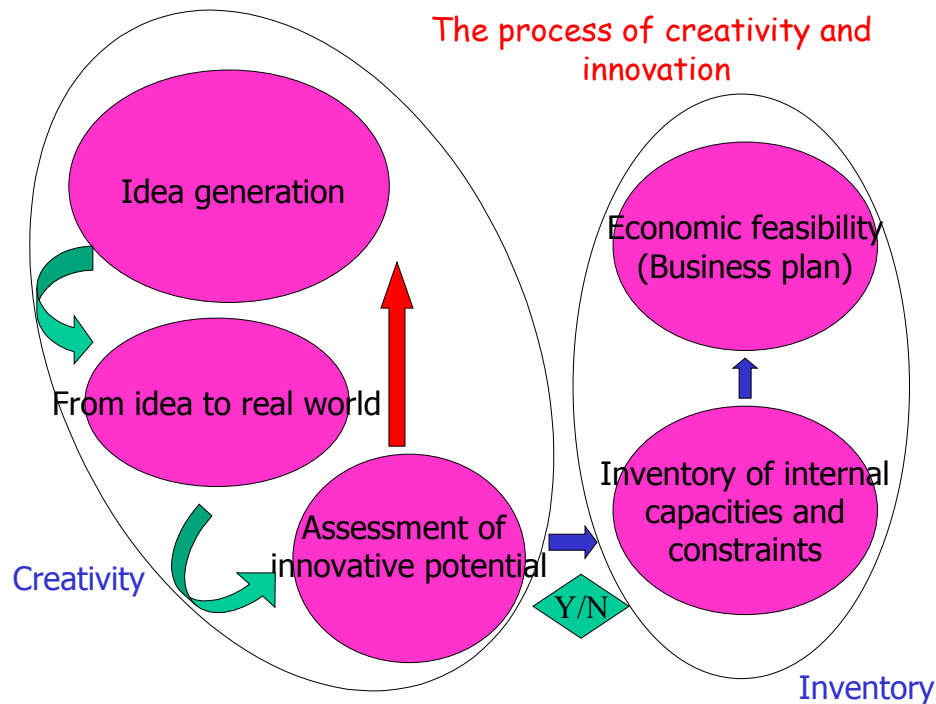 The process of creativity and
innovation
Idea generation
From idea to real world
Assessment of
innovative potential
Creativity
Y/N
Economic feasibility
(Business plan)
Inventory of internal
capacities and
constraints
Inventory